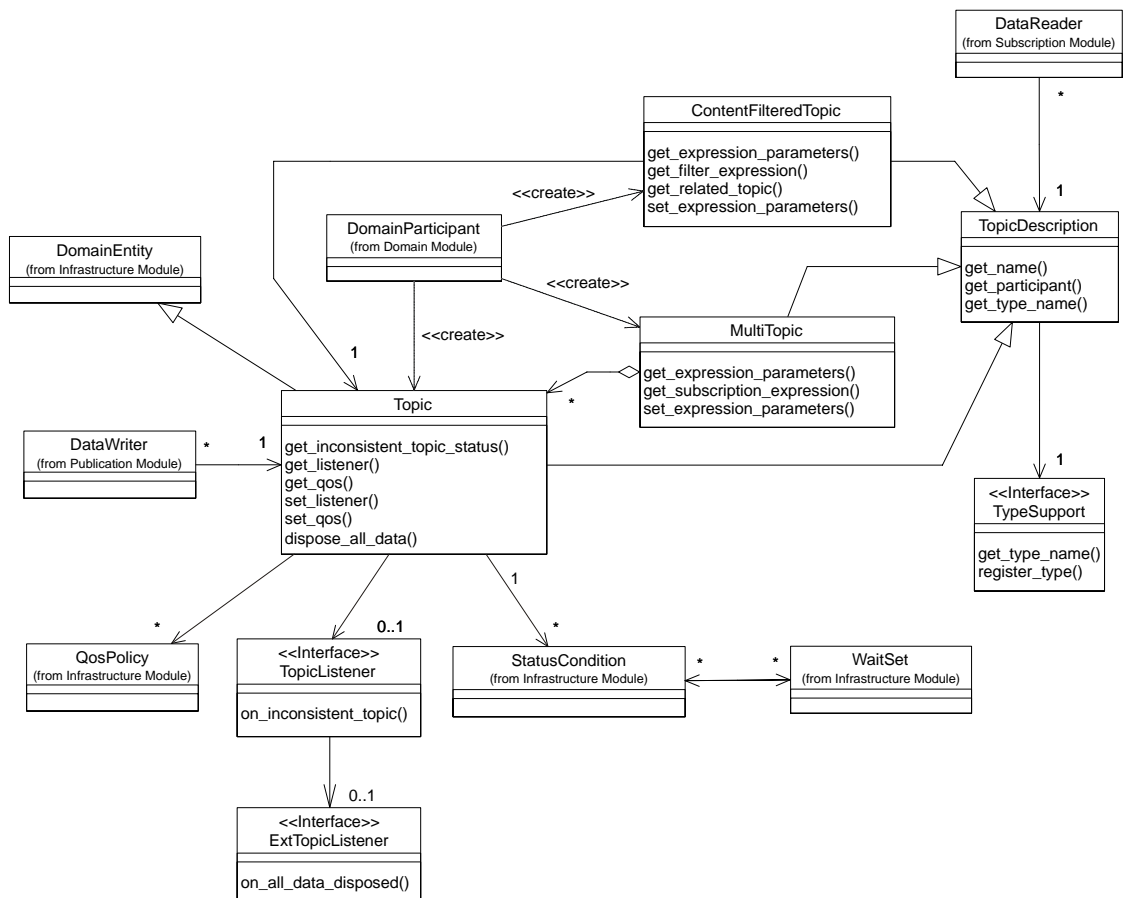 DataReader
(from Subscription Module)
*
1
ContentFilteredTopic
get_expression_parameters()
get_filter_expression()
get_related_topic()
set_expression_parameters()
<<create>>
DomainParticipant
(from Domain Module)
<<create>>
<<create>>
TopicDescription
get_name()
get_participant()
get_type_name()
DomainEntity
(from Infrastructure Module)
MultiTopic
get_expression_parameters()
get_subscription_expression()
set_expression_parameters()
1
*
Topic
get_inconsistent_topic_status()
get_listener()
get_qos()
set_listener()
set_qos()
dispose_all_data()
DataWriter
(from Publication Module)
*
1
1
<<Interface>>
TypeSupport
get_type_name()
register_type()
*
0..1
1
*
QosPolicy
(from Infrastructure Module)
<<Interface>>
TopicListener
on_inconsistent_topic()
StatusCondition
(from Infrastructure Module)
*
*
WaitSet
(from Infrastructure Module)
0..1
<<Interface>>
ExtTopicListener
on_all_data_disposed()